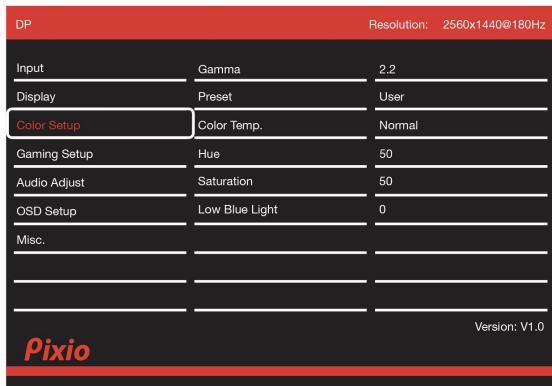 DP Resolution: 2560x1440@180Hz
Input Gamma 2.2
Display Preset User
Color Setup Color Temp. Normal
Gaming Setup Hue 50
Audio Adjust Saturation 50
OSD Setup Low Blue Light 0
Misc.
Version: V1.0
Pixio